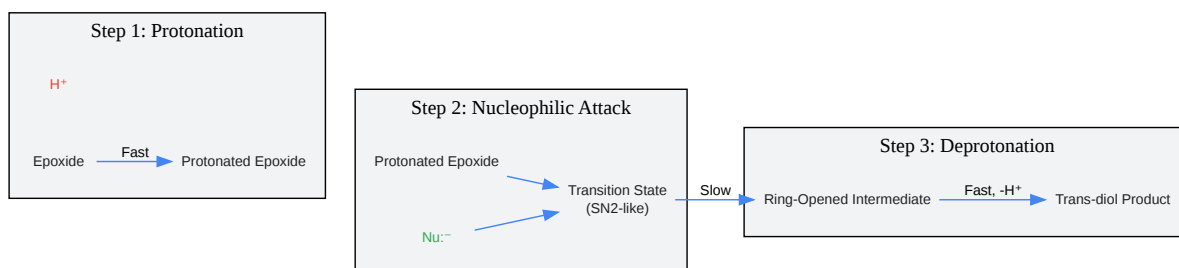 Step 1: Protonation
H⁺
Epoxide
Fast
Protonated Epoxide
Step 2: Nucleophilic Attack
Protonated Epoxide
Nu:⁻
Transition State
(SN2-like)
Slow
Step 3: Deprotonation
Ring-Opened Intermediate
Fast, -H⁺
Trans-diol Product